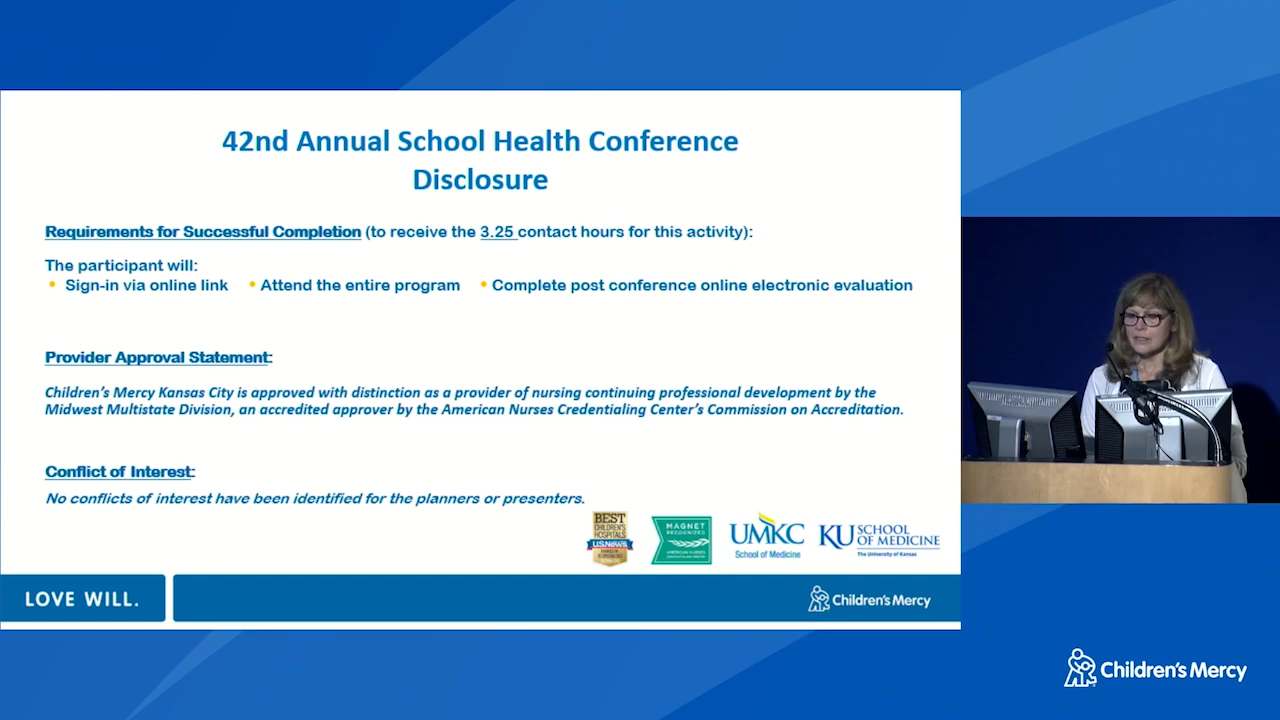 42nd Annual School Health Conference
Disclosure
Requirements for Successful Completion (to receive the 3.25 contact hours for this activity):
The participant will:
• Sign-in via online link • Attend the entire program • Complete post conference online electronic evaluation
Provider Approval Statement:
Children's Mercy Kansas City is approved with distinction as a provider of nursing continuing professional development by the
Midwest Multistate Division, an accredited approver by the American Nurses Credentialing Center's Commission on Accreditation.
Conflict of Interest:
No conflicts of interest have been identified for the planners or presenters.
BEST
CHILDREN'S
HOSPITALS
U.S.News
MAGNET
RECOGNIZED
AMERICAN NURSES
UMKC
School of Medicine
KU SCHOOL
OF MEDICINE
The University of Kansas
LOVE WILL.
Children's Mercy
Children's Mercy